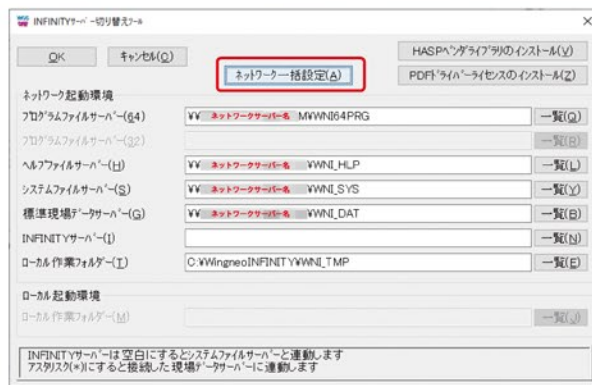 INFINITYサーバー切り替えツール
OK
キャンセル(C)
ネットワーク一括設定(A)
HASPベンダライブラリのインストール(V)
PDFドライバーライセンスのインストール(Z)
ネットワーク起動環境
プログラムファイルサーバー(64) ¥¥ ネットワークサーバー名 M¥WNI64PRG 一覧(Q)
プログラムファイルサーバー(32) 一覧(R)
ヘルプファイルサーバー(H) ¥¥ ネットワークサーバー名 ¥WNI_HLP 一覧(L)
システムファイルサーバー(S) ¥¥ ネットワークサーバー名 ¥WNI_SYS 一覧(Y)
標準現場データサーバー(G) ¥¥ ネットワークサーバー名 ¥WNI_DAT 一覧(B)
INFINITYサーバー(I) 一覧(N)
ローカル作業フォルダー(T) C:¥WingneoINFINITY¥WNI_TMP 一覧(E)
ローカル起動環境
ローカル作業フォルダー(M) 一覧(J)
INFINITYサーバーは空白にするとシステムファイルサーバーと連動します
アスタリスク(*)にすると接続した現場データサーバーに連動します